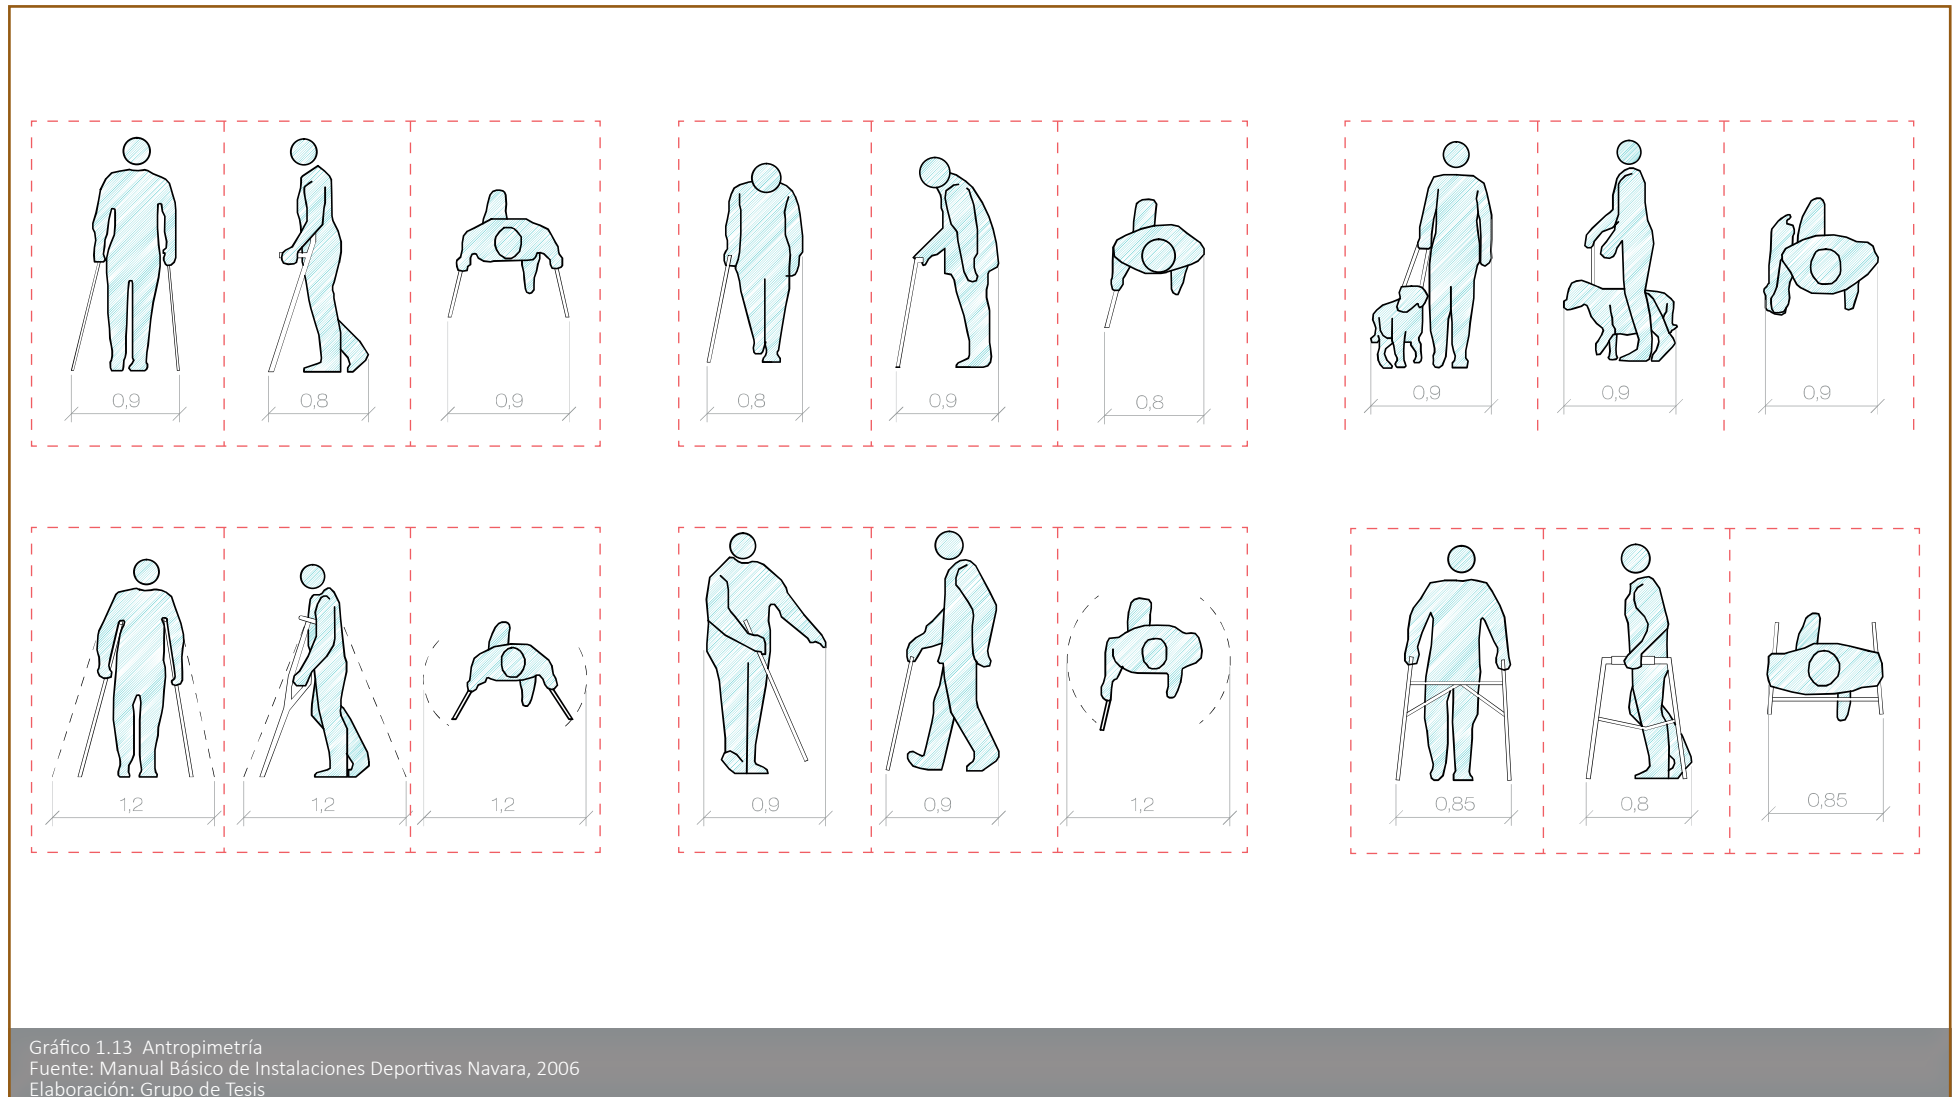 0,9 0,8 0,9 0,8 0,9 0,8 0,9 0,9 0,9
1,2 1,2 1,2 0,9 0,9 1,2 0,85 0,8 0,85
Gráfico 1.13 Antropimetría
Fuente: Manual Básico de Instalaciones Deportivas Navara, 2006
Elaboración: Grupo de Tesis